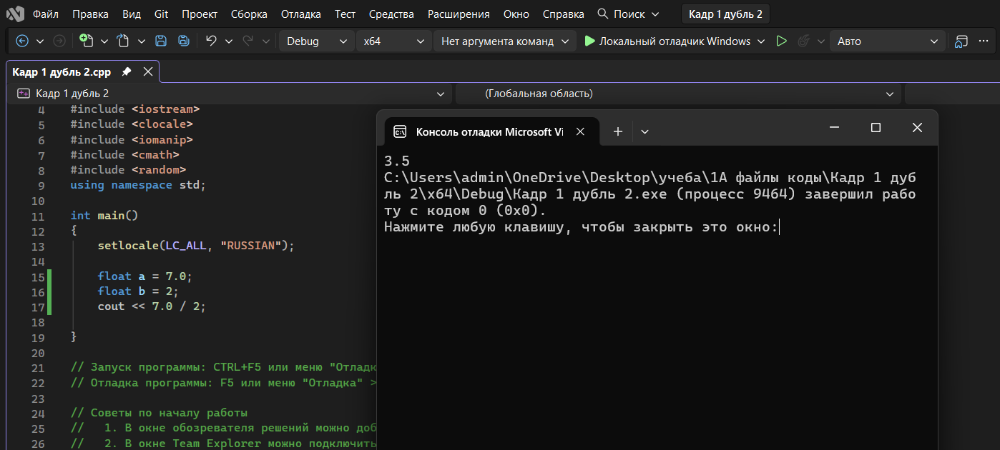 Файл Правка Вид Git Проект Сборка Отладка Тест Средства Расширения Окно Справка Поиск Кадр 1 дубль 2
Debug x64 Нет аргумента команд Локальный отладчик Windows Авто
Кадр 1 дубль 2.cpp
Кадр 1 дубль 2 (Глобальная область)
4 #include <iostream>
5 #include <clocale>
6 #include <iomanip>
7 #include <cmath>
8 #include <random>
9 using namespace std;
10
11 int main()
12 {
13 setlocale(LC_ALL, "RUSSIAN");
14
15 float a = 7.0;
16 float b = 2;
17 cout << 7.0 / 2;
18
19 }
20
21 // Запуск программы: CTRL+F5 или меню "Отладк
22 // Отладка программы: F5 или меню "Отладка" >
23
24 // Советы по началу работы
25 // 1. В окне обозревателя решений можно доб
26 // 2. В окне Team Explorer можно подключить
Консоль отладки Microsoft Vi
3.5
C:\Users\admin\OneDrive\Desktop\учеба\1А файлы коды\Кадр 1 дуб
ль 2\x64\Debug\Кадр 1 дубль 2.exe (процесс 9464) завершил рабо
ту с кодом 0 (0x0).
Нажмите любую клавишу, чтобы закрыть это окно: